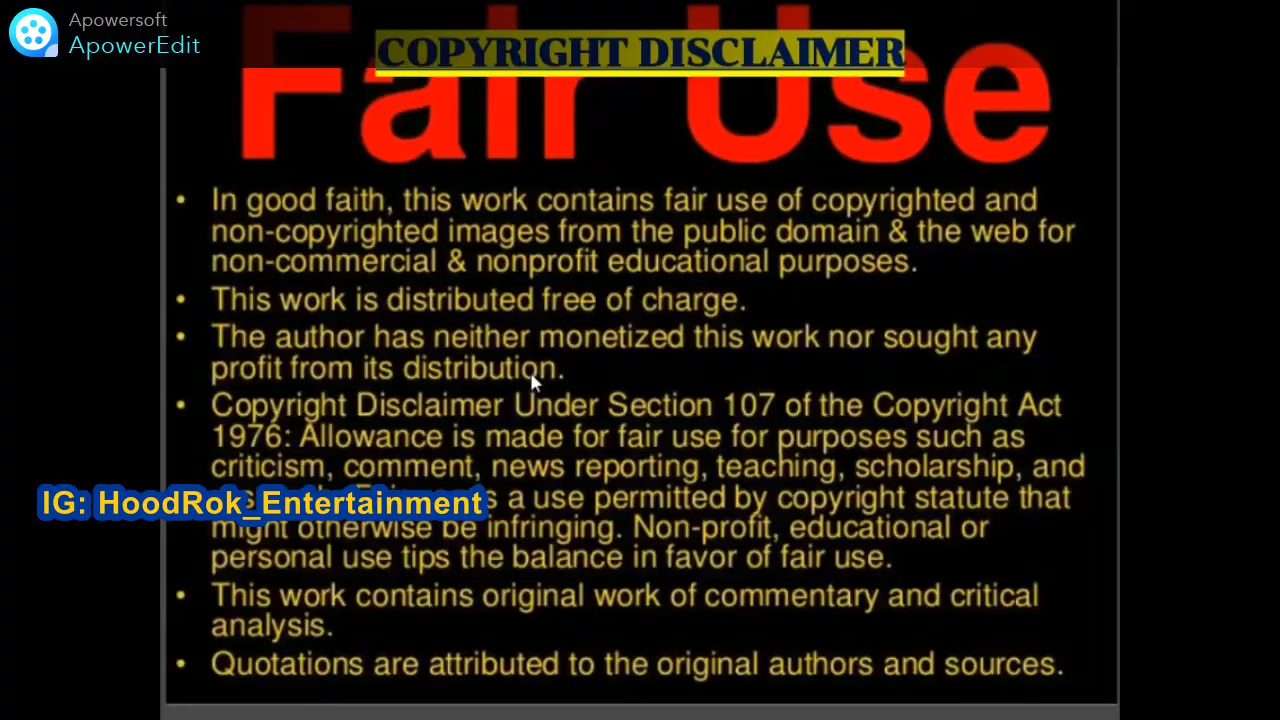 Apowersoft
ApowerEdit
COPYRIGHT DISCLAIMER
Fair Use
• In good faith, this work contains fair use of copyrighted and
non-copyrighted images from the public domain & the web for
non-commercial & nonprofit educational purposes.
• This work is distributed free of charge.
• The author has neither monetized this work nor sought any
profit from its distribution.
• Copyright Disclaimer Under Section 107 of the Copyright Act
1976: Allowance is made for fair use for purposes such as
criticism, comment, news reporting, teaching, scholarship, and
a use permitted by copyright statute that
IG: HoodRok_Entertainment
might otherwise be infringing. Non-profit, educational or
personal use tips the balance in favor of fair use.
• This work contains original work of commentary and critical
analysis.
• Quotations are attributed to the original authors and sources.